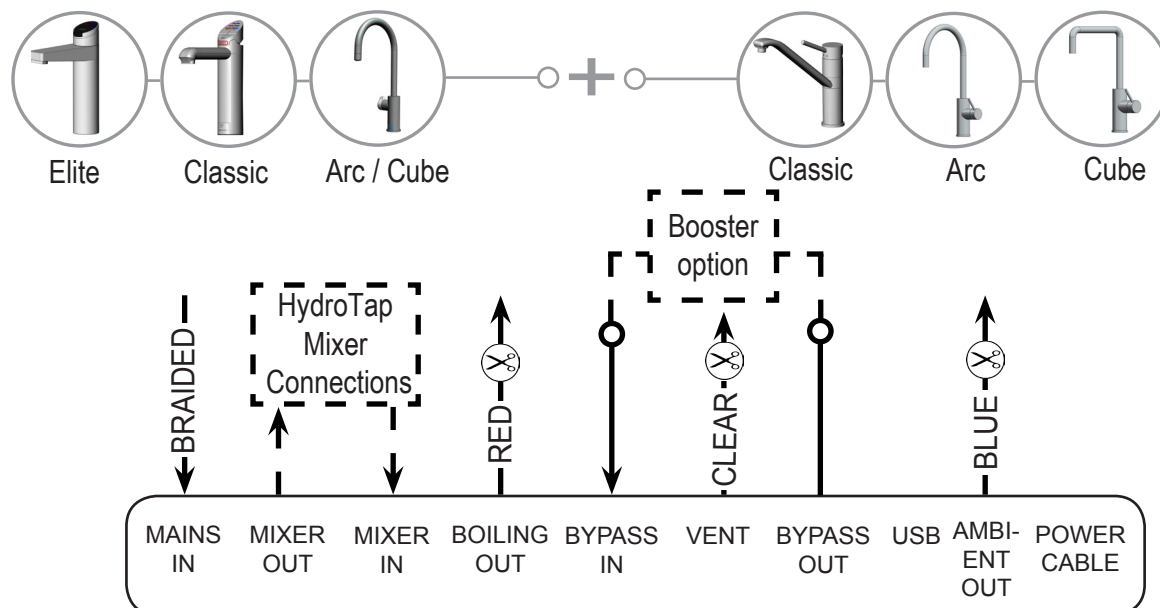 Elite
Classic
Arc / Cube
Classic
Arc
Cube
Booster
option
HydroTap
Mixer
Connections
BRAIDED
RED
CLEAR
BLUE
MAINS
IN
MIXER
OUT
MIXER
IN
BOILING
OUT
BYPASS
IN
VENT
BYPASS
OUT
USB
AMBI-
ENT
OUT
POWER
CABLE